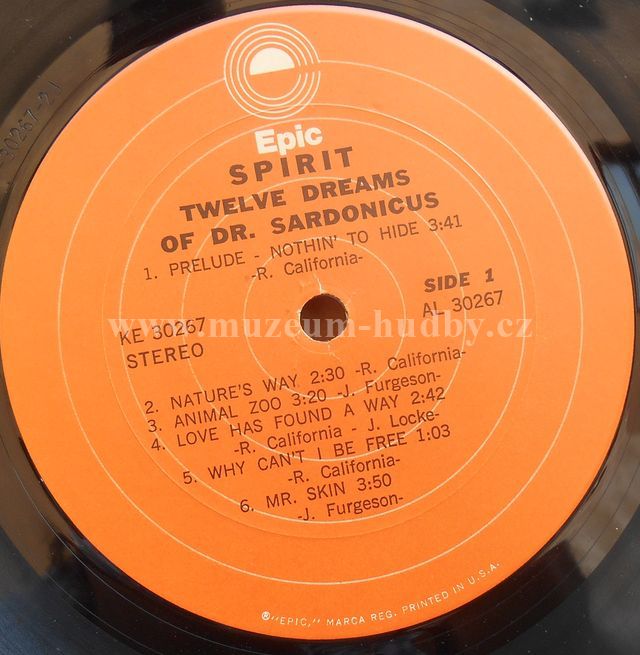 Epic
SPIRIT
TWELVE DREAMS
OF DR. SARDONICUS
1. PRELUDE - NOTHIN' TO HIDE 3:41
-R. California-
SIDE 1
AL 30267
KE 30267
STEREO
www.muzeum-hudby.cz
2. NATURE'S WAY 2:30 -R. California-
3. ANIMAL ZOO 3:20 -J. Furgeson-
4. LOVE HAS FOUND A WAY 2:42
-R. California - J. Locke-
5. WHY CAN'T I BE FREE 1:03
-R. California-
6. MR. SKIN 3:50
-J. Furgeson-
®"EPIC," MARCA REG. PRINTED IN U.S.A.